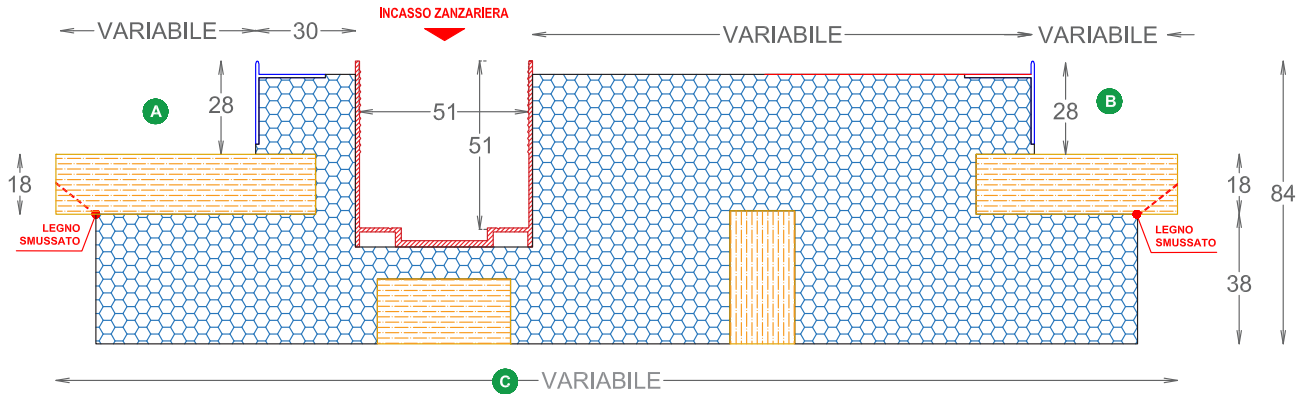 INCASSO ZANZARIERA
VARIABILE
30
VARIABILE
VARIABILE
28
A
51
51
28
B
18
18
84
LEGNO
SMUSSATO
LEGNO
SMUSSATO
38
C
VARIABILE